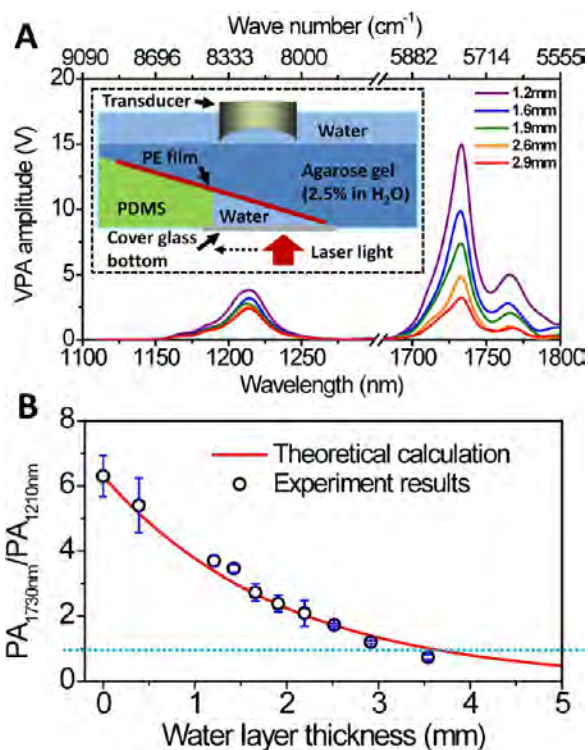 A
Wave number (cm⁻¹)
9090 8696 8333 8000 5882 5714 5555
VPA amplitude (V)
20
15
10
5
0
Transducer
Water
PE film
Agarose gel
(2.5% in H₂O)
PDMS
Water
Cover glass
bottom
Laser light
1.2mm
1.6mm
1.9mm
2.6mm
2.9mm
1100 1150 1200 1250 1700 1750 1800
Wavelength (nm)
B
PA1730nm/PA1210nm
8
6
4
2
0
Theoretical calculation
Experiment results
0 1 2 3 4 5
Water layer thickness (mm)